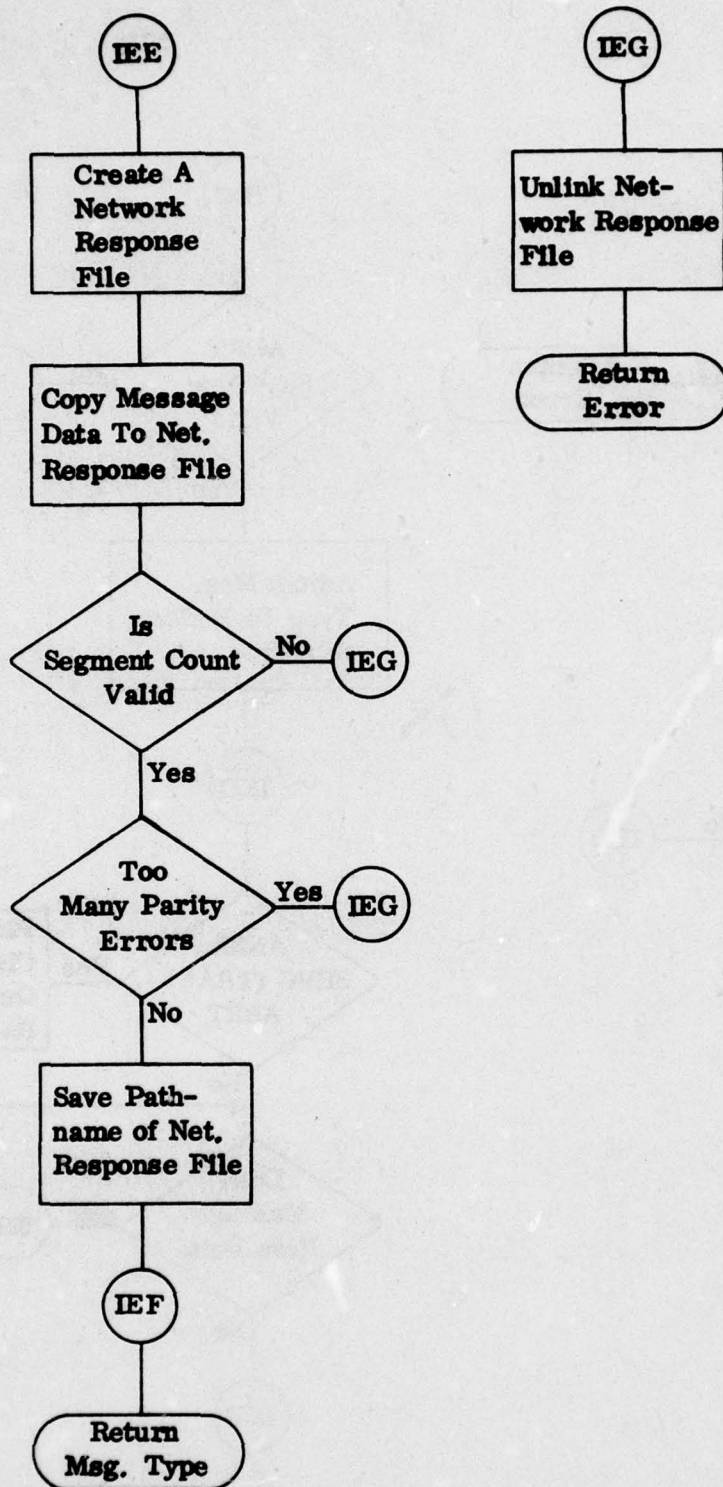 IEE
Create A
Network
Response
File
Copy Message
Data To Net.
Response File
Is
Segment Count
Valid
No
IEG
Yes
Too
Many Parity
Errors
Yes
IEG
No
Save Path-
name of Net.
Response File
IEF
Return
Msg. Type
IEG
Unlink Net-
work Response
File
Return
Error